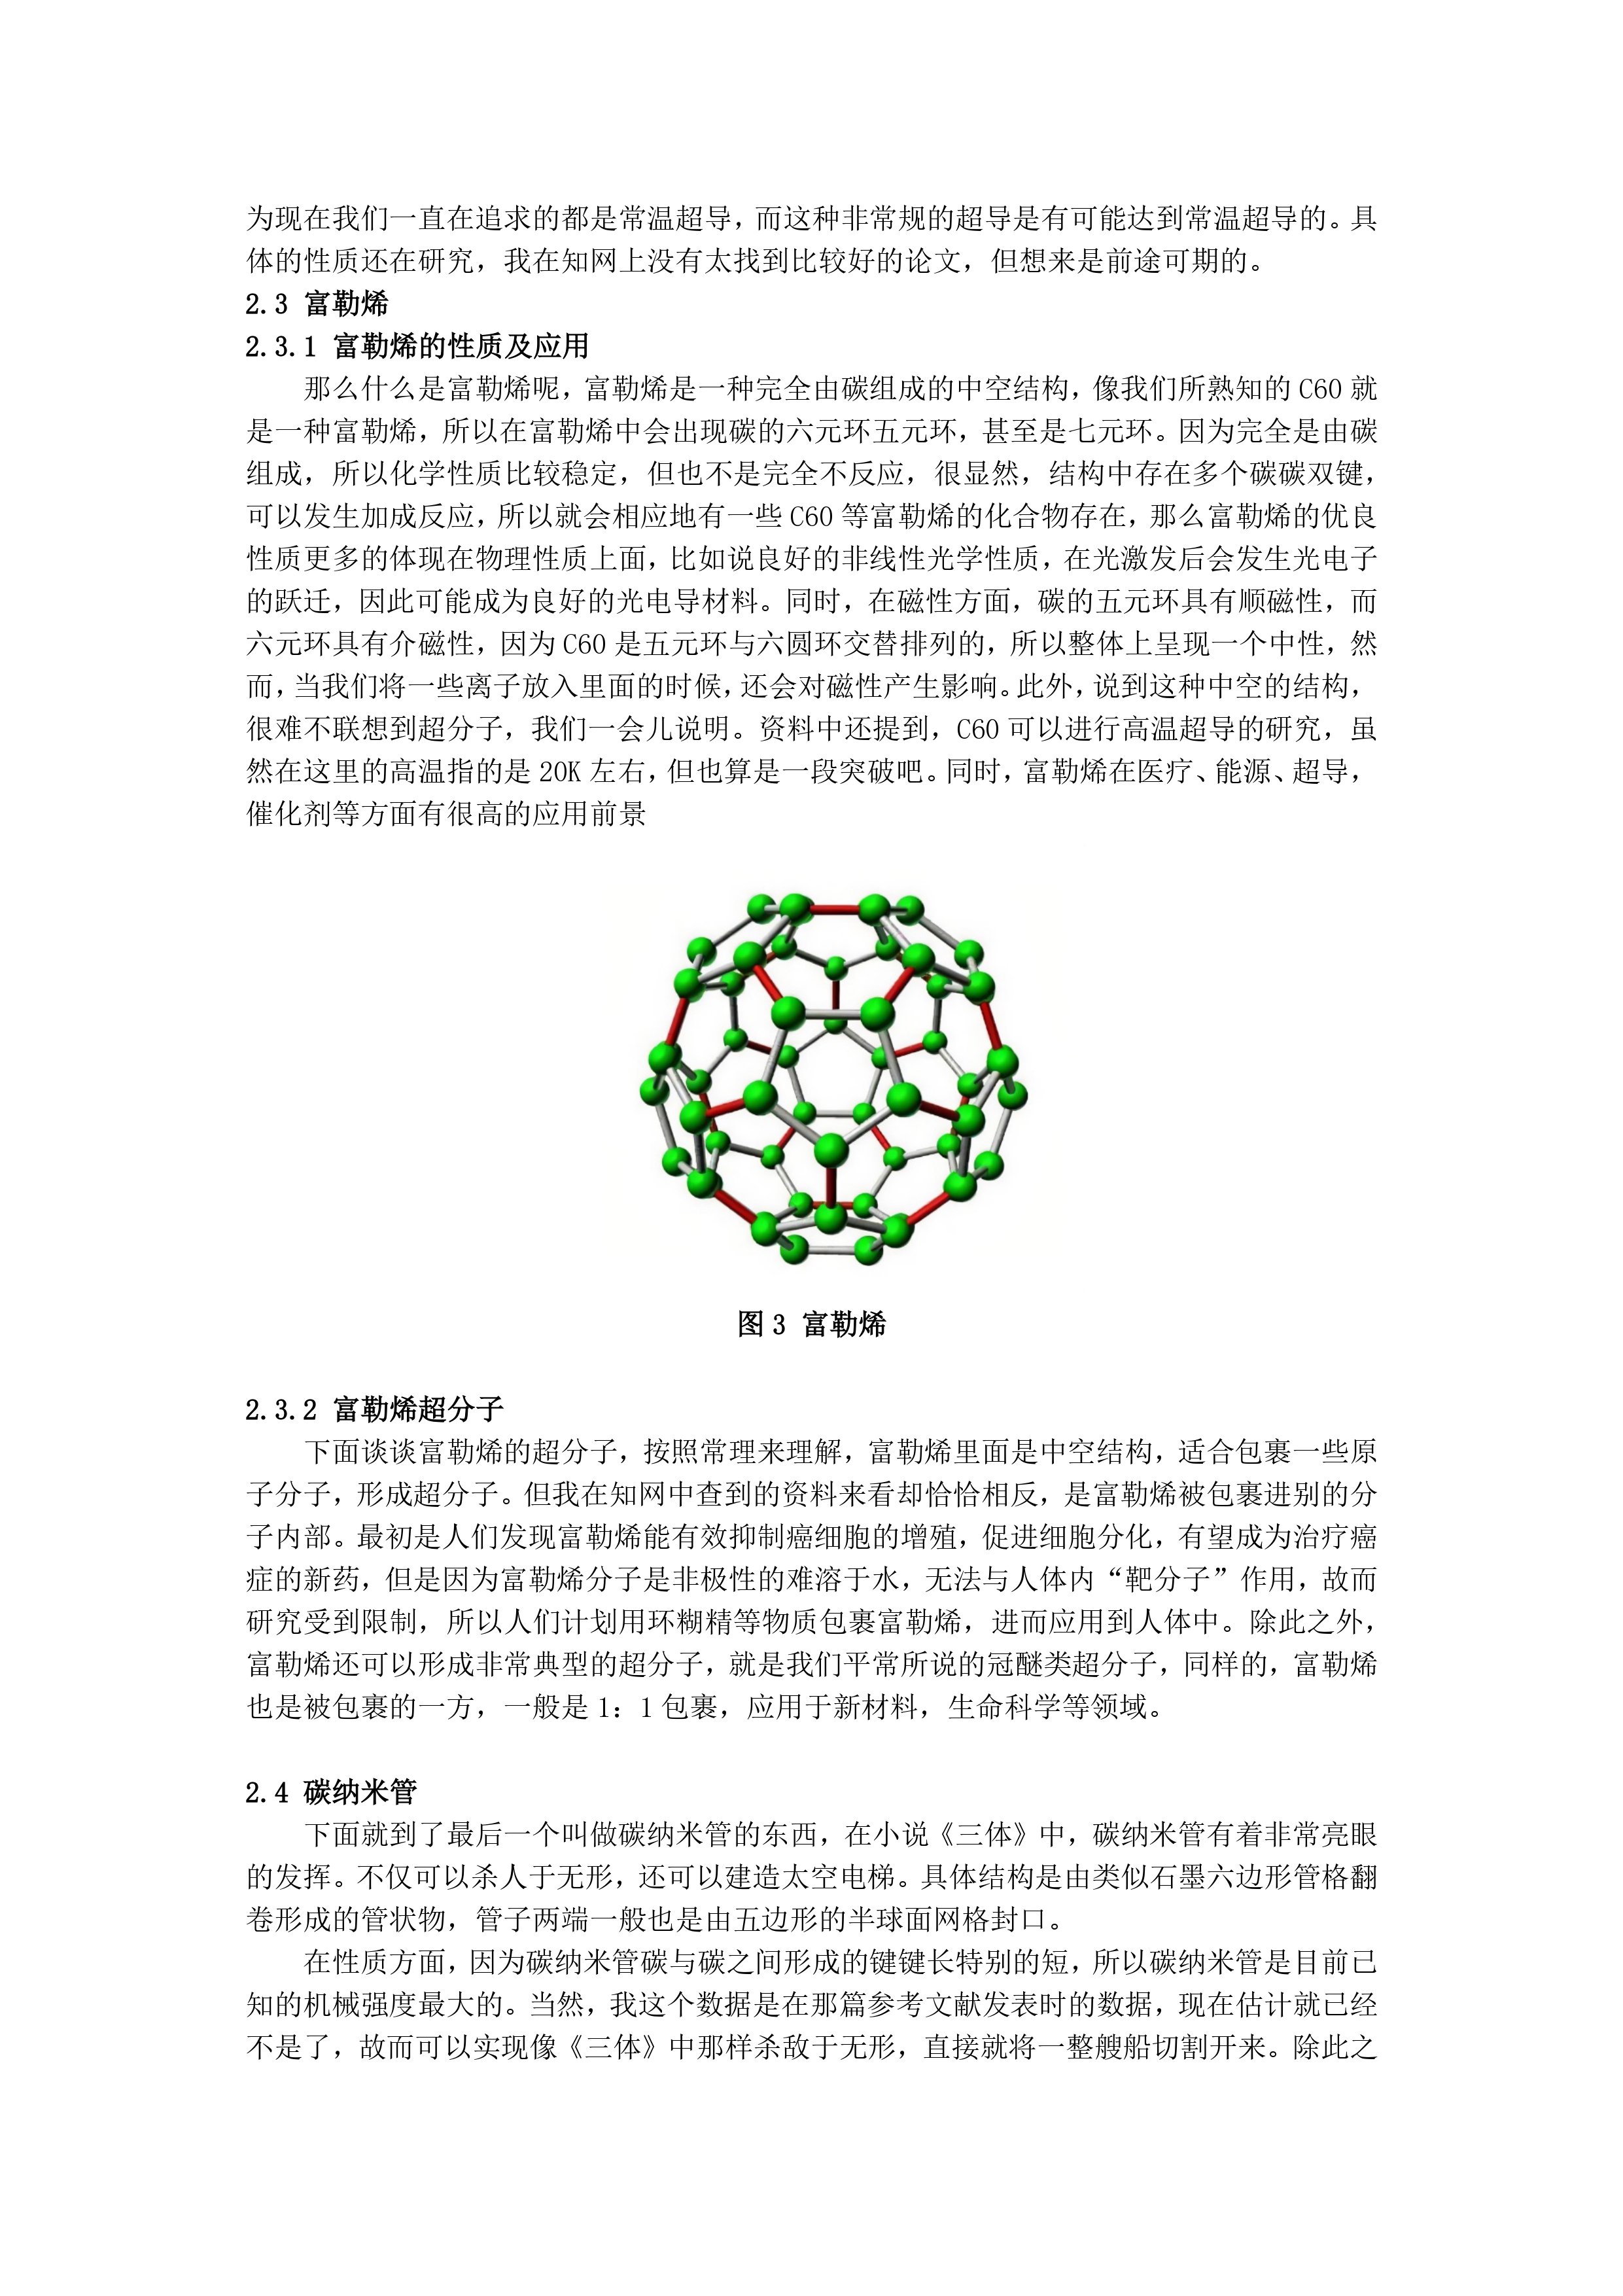 为现在我们一直在追求的都是常温超导，而这种非常规的超导是有可能达到常温超导的。具
体的性质还在研究，我在知网上没有太找到比较好的论文，但想来是前途可期的。
2.3 富勒烯
2.3.1 富勒烯的性质及应用
那么什么是富勒烯呢，富勒烯是一种完全由碳组成的中空结构，像我们所熟知的 C60 就
是一种富勒烯，所以在富勒烯中会出现碳的六元环五元环，甚至是七元环。因为完全是由碳
组成，所以化学性质比较稳定，但也不是完全不反应，很显然，结构中存在多个碳碳双键，
可以发生加成反应，所以就会相应地有一些 C60 等富勒烯的化合物存在，那么富勒烯的优良
性质更多的体现在物理性质上面，比如说良好的非线性光学性质，在光激发后会发生光电子
的跃迁，因此可能成为良好的光电导材料。同时，在磁性方面，碳的五元环具有顺磁性，而
六元环具有介磁性，因为 C60 是五元环与六圆环交替排列的，所以整体上呈现一个中性，然
而，当我们将一些离子放入里面的时候，还会对磁性产生影响。此外，说到这种中空的结构，
很难不联想到超分子，我们一会儿说明。资料中还提到，C60 可以进行高温超导的研究，虽
然在这里的高温指的是 20K 左右，但也算是一段突破吧。同时，富勒烯在医疗、能源、超导，
催化剂等方面有很高的应用前景
图 3 富勒烯
2.3.2 富勒烯超分子
下面谈谈富勒烯的超分子，按照常理来理解，富勒烯里面是中空结构，适合包裹一些原
子分子，形成超分子。但我在知网中查到的资料来看却恰恰相反，是富勒烯被包裹进别的分
子内部。最初是人们发现富勒烯能有效抑制癌细胞的增殖，促进细胞分化，有望成为治疗癌
症的新药，但是因为富勒烯分子是非极性的难溶于水，无法与人体内“靶分子”作用，故而
研究受到限制，所以人们计划用环糊精等物质包裹富勒烯，进而应用到人体中。除此之外，
富勒烯还可以形成非常典型的超分子，就是我们平常所说的冠醚类超分子，同样的，富勒烯
也是被包裹的一方，一般是 1：1 包裹，应用于新材料，生命科学等领域。
2.4 碳纳米管
下面就到了最后一个叫做碳纳米管的东西，在小说《三体》中，碳纳米管有着非常亮眼
的发挥。不仅可以杀人于无形，还可以建造太空电梯。具体结构是由类似石墨六边形管格翻
卷形成的管状物，管子两端一般也是由五边形的半球面网格封口。
在性质方面，因为碳纳米管碳与碳之间形成的键键长特别的短，所以碳纳米管是目前已
知的机械强度最大的。当然，我这个数据是在那篇参考文献发表时的数据，现在估计就已经
不是了，故而可以实现像《三体》中那样杀敌于无形，直接就将一整艘船切割开来。除此之